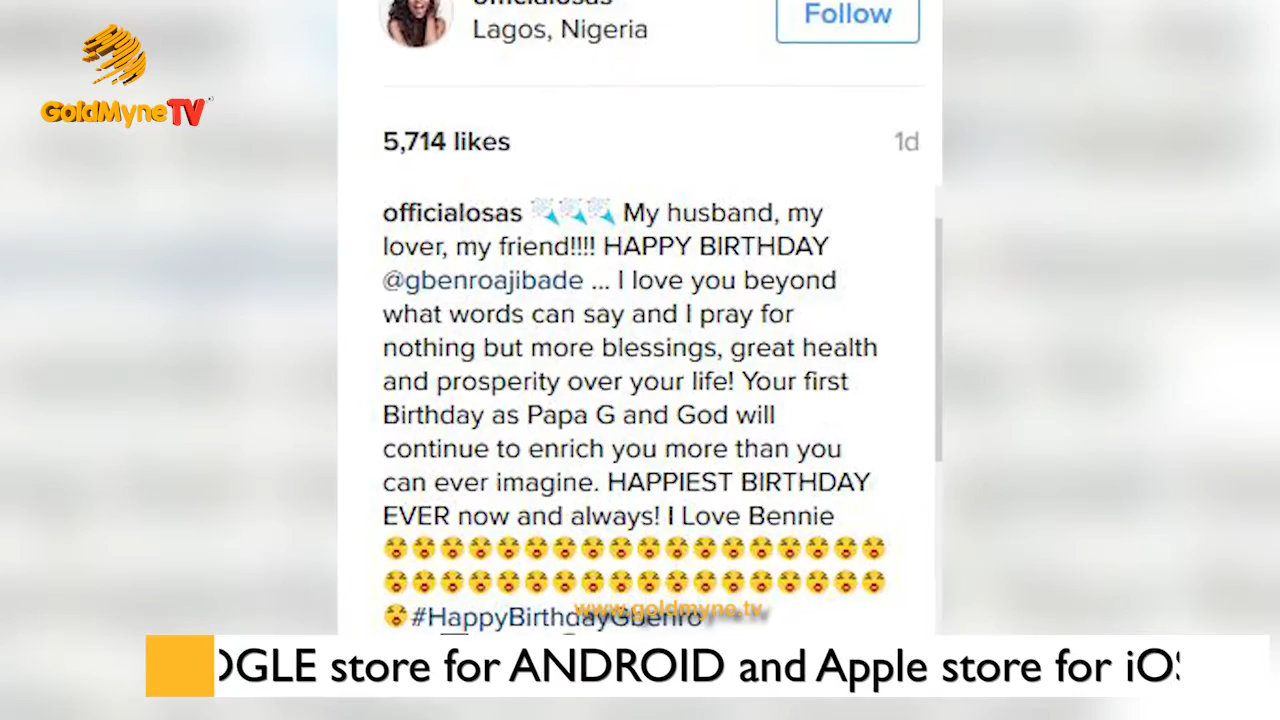 GoldMyneTV
officialosas
Lagos, Nigeria
Follow
5,714 likes
1d
officialosas My husband, my
lover, my friend!!!! HAPPY BIRTHDAY
@gbenroajibade ... I love you beyond
what words can say and I pray for
nothing but more blessings, great health
and prosperity over your life! Your first
Birthday as Papa G and God will
continue to enrich you more than you
can ever imagine. HAPPIEST BIRTHDAY
EVER now and always! I Love Bennie
#HappyBirthdayGbenro
www.goldmyne.tv
OGLE store for ANDROID and Apple store for iOS